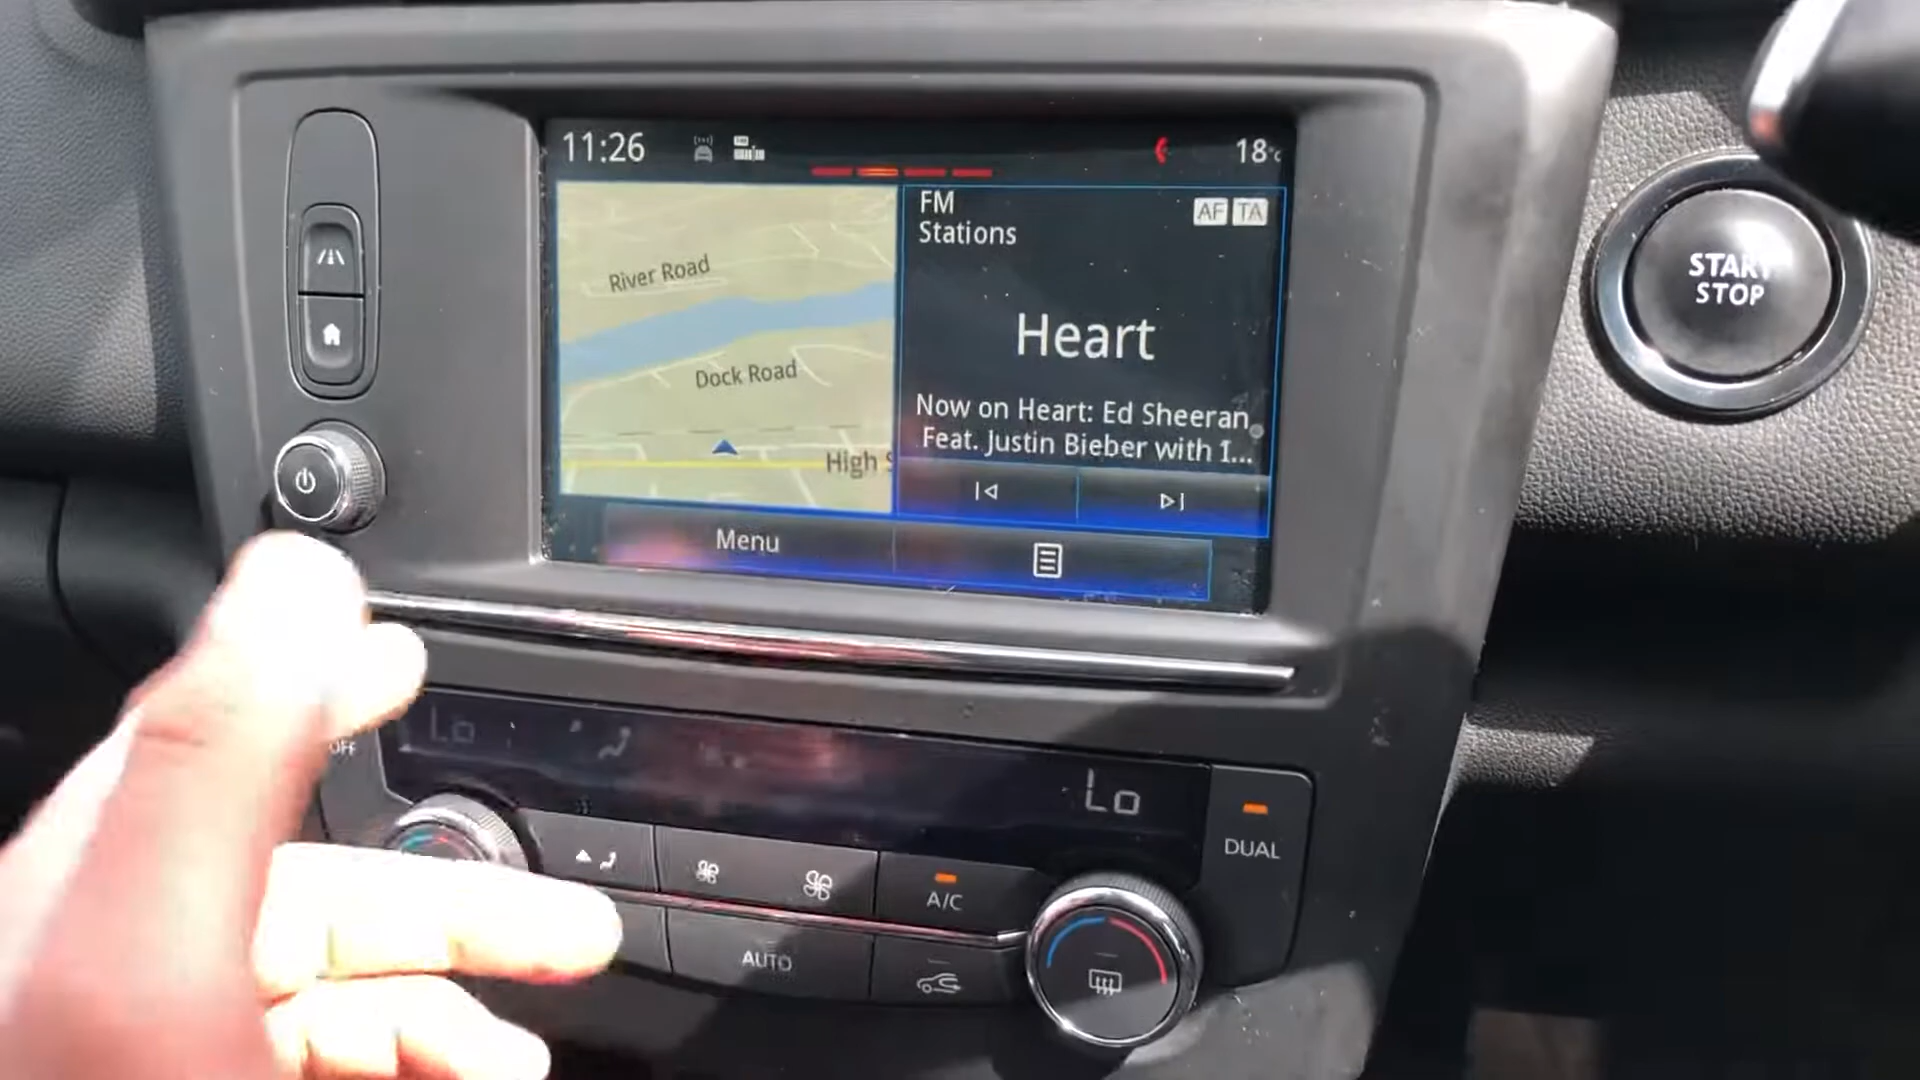 11:26
18°c
FM
Stations
AF TA
River Road
Heart
Dock Road
Now on Heart: Ed Sheeran
Feat. Justin Bieber with I...
High S
Menu
START
STOP
OFF
Lo
Lo
DUAL
A/C
AUTO